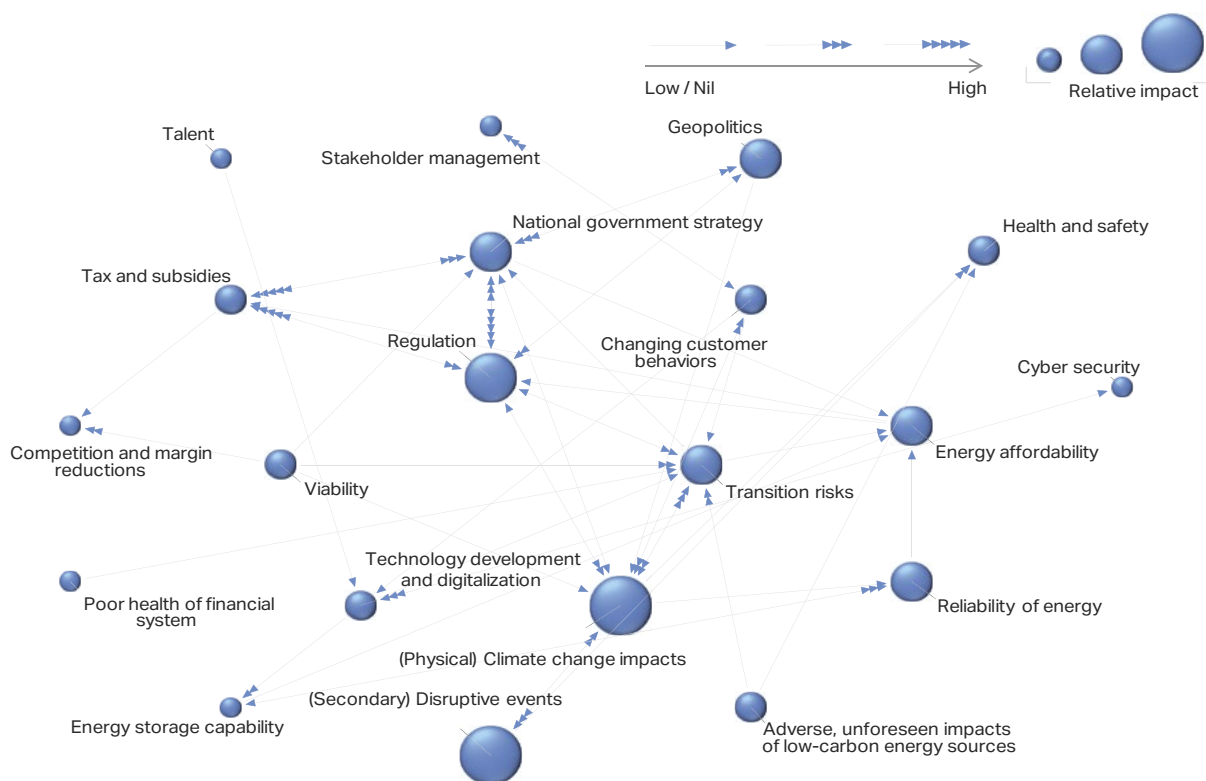 Low / Nil
High
Relative impact
Talent
Stakeholder management
Geopolitics
National government strategy
Health and safety
Tax and subsidies
Regulation
Changing customer
behaviors
Cyber security
Competition and margin
reductions
Viability
Energy affordability
Transition risks
Technology development
and digitalization
Poor health of financial
system
Reliability of energy
(Physical) Climate change impacts
(Secondary) Disruptive events
Energy storage capability
Adverse, unforeseen impacts
of low-carbon energy sources